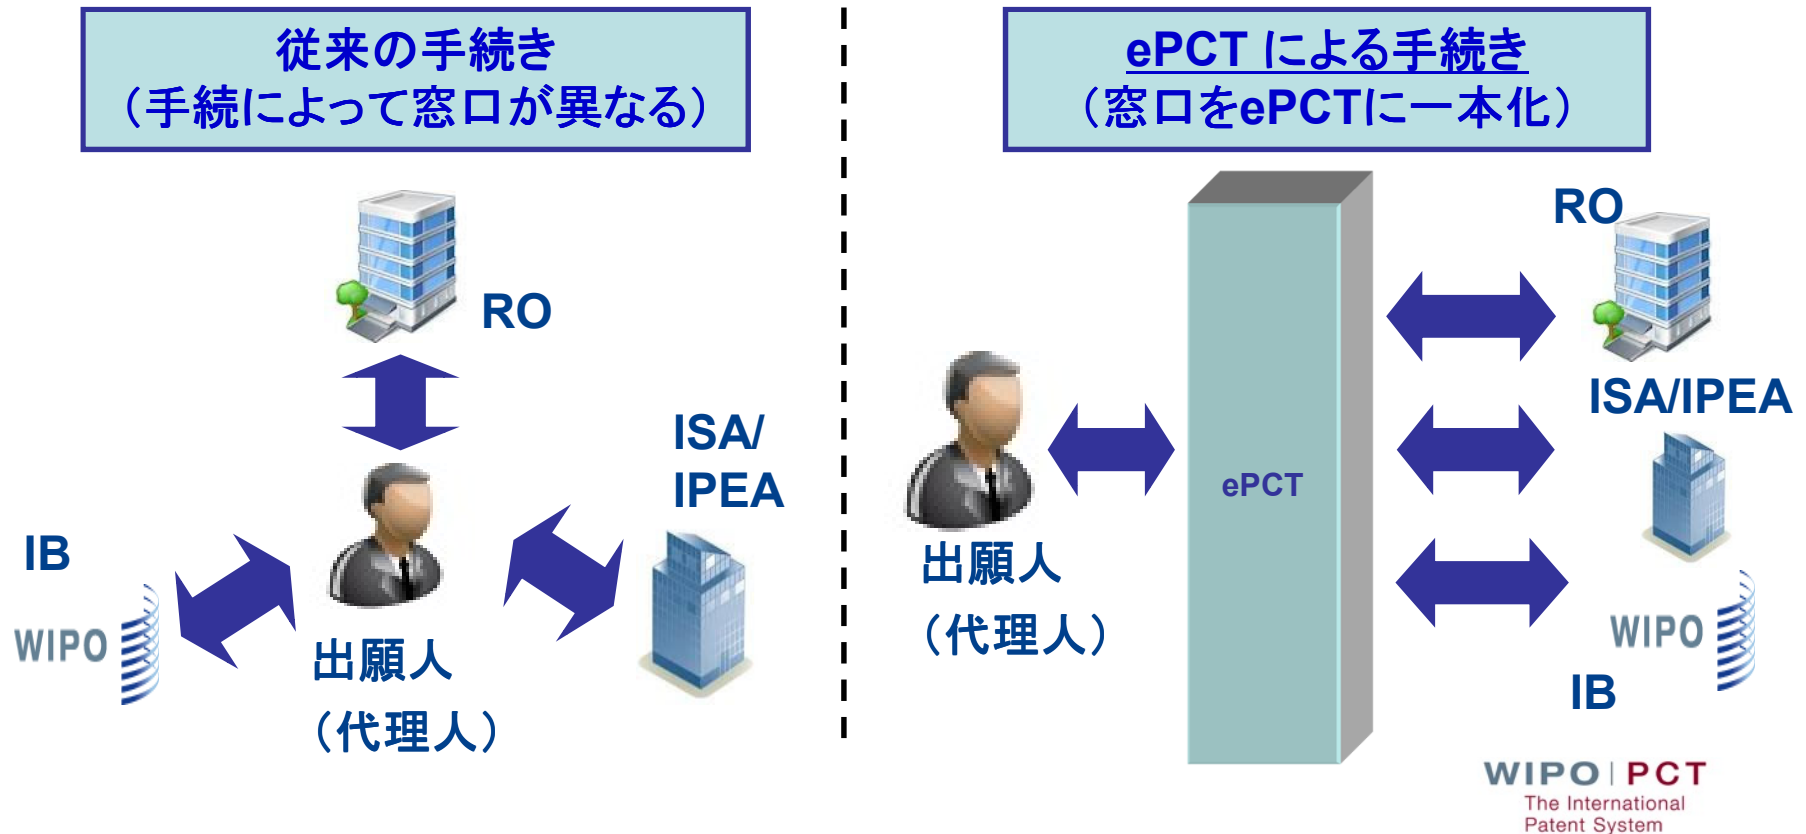 従来の手続き
（手続によって窓口が異なる）
RO
ISA/
IPEA
IB
WIPO
出願人
（代理人）
ePCT による手続き
（窓口をePCTに一本化）
RO
ISA/IPEA
ePCT
出願人
（代理人）
WIPO
IB
WIPO | PCT
The International
Patent System